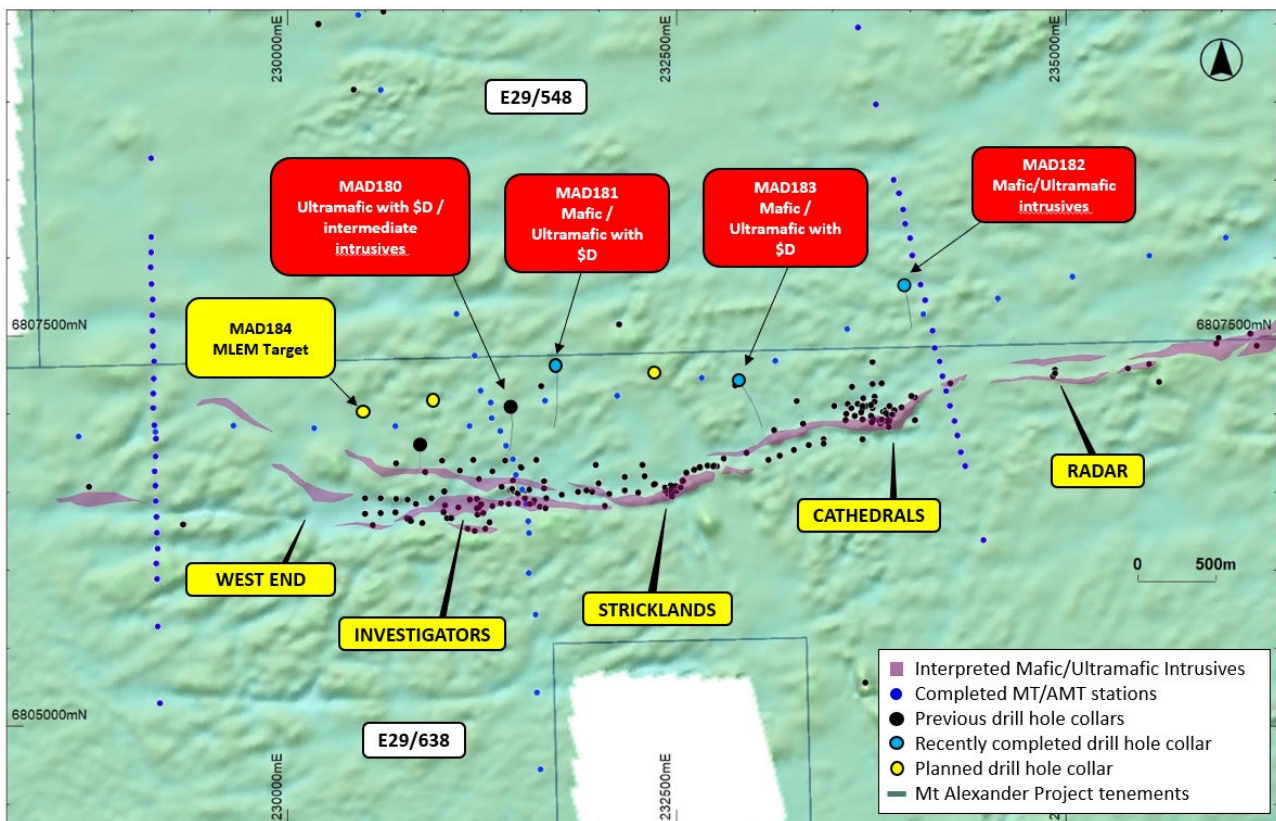 230000mE
232500mE
235000mE
E29/548
MAD180
Ultramafic with $D /
intermediate
intrusives
MAD181
Mafic /
Ultramafic with
$D
MAD183
Mafic /
Ultramafic with
$D
MAD182
Mafic/Ultramafic
intrusives
6807500mN
6807500mN
MAD184
MLEM Target
RADAR
CATHEDRALS
WEST END
STRICKLANDS
INVESTIGATORS
0 500m
6805000mN
E29/638
230000mE
232500mE
Interpreted Mafic/Ultramafic Intrusives
Completed MT/AMT stations
Previous drill hole collars
Recently completed drill hole collar
Planned drill hole collar
Mt Alexander Project tenements